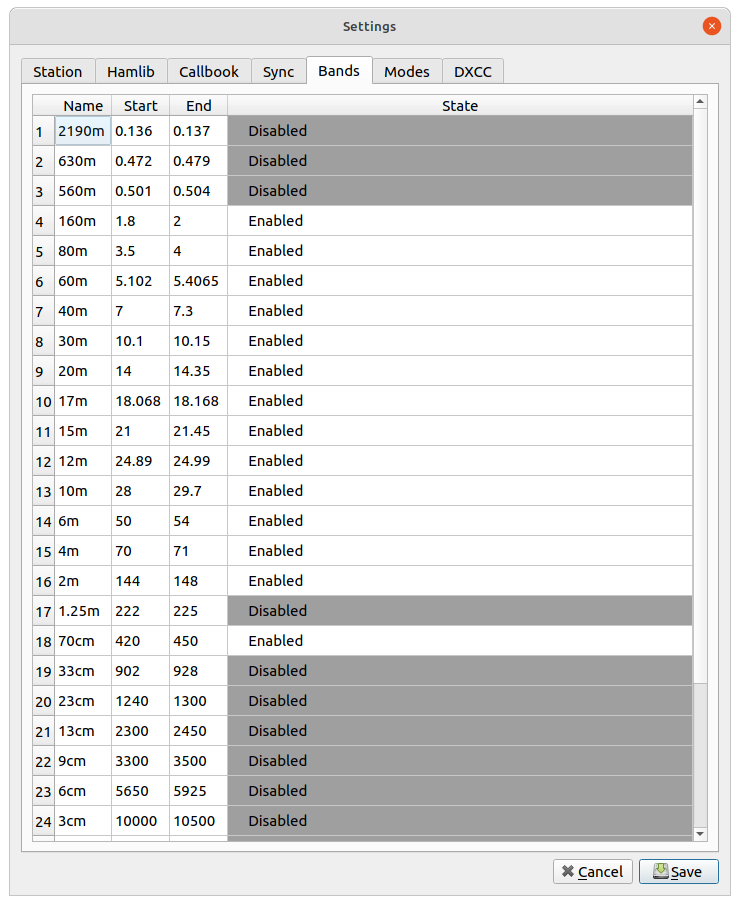 Settings
Station Hamlib Callbook Sync Bands Modes DXCC
Name Start End State
1 2190m 0.136 0.137 Disabled
2 630m 0.472 0.479 Disabled
3 560m 0.501 0.504 Disabled
4 160m 1.8 2 Enabled
5 80m 3.5 4 Enabled
6 60m 5.102 5.4065 Enabled
7 40m 7 7.3 Enabled
8 30m 10.1 10.15 Enabled
9 20m 14 14.35 Enabled
10 17m 18.068 18.168 Enabled
11 15m 21 21.45 Enabled
12 12m 24.89 24.99 Enabled
13 10m 28 29.7 Enabled
14 6m 50 54 Enabled
15 4m 70 71 Enabled
16 2m 144 148 Enabled
17 1.25m 222 225 Disabled
18 70cm 420 450 Enabled
19 33cm 902 928 Disabled
20 23cm 1240 1300 Disabled
21 13cm 2300 2450 Disabled
22 9cm 3300 3500 Disabled
23 6cm 5650 5925 Disabled
24 3cm 10000 10500 Disabled
Cancel Save